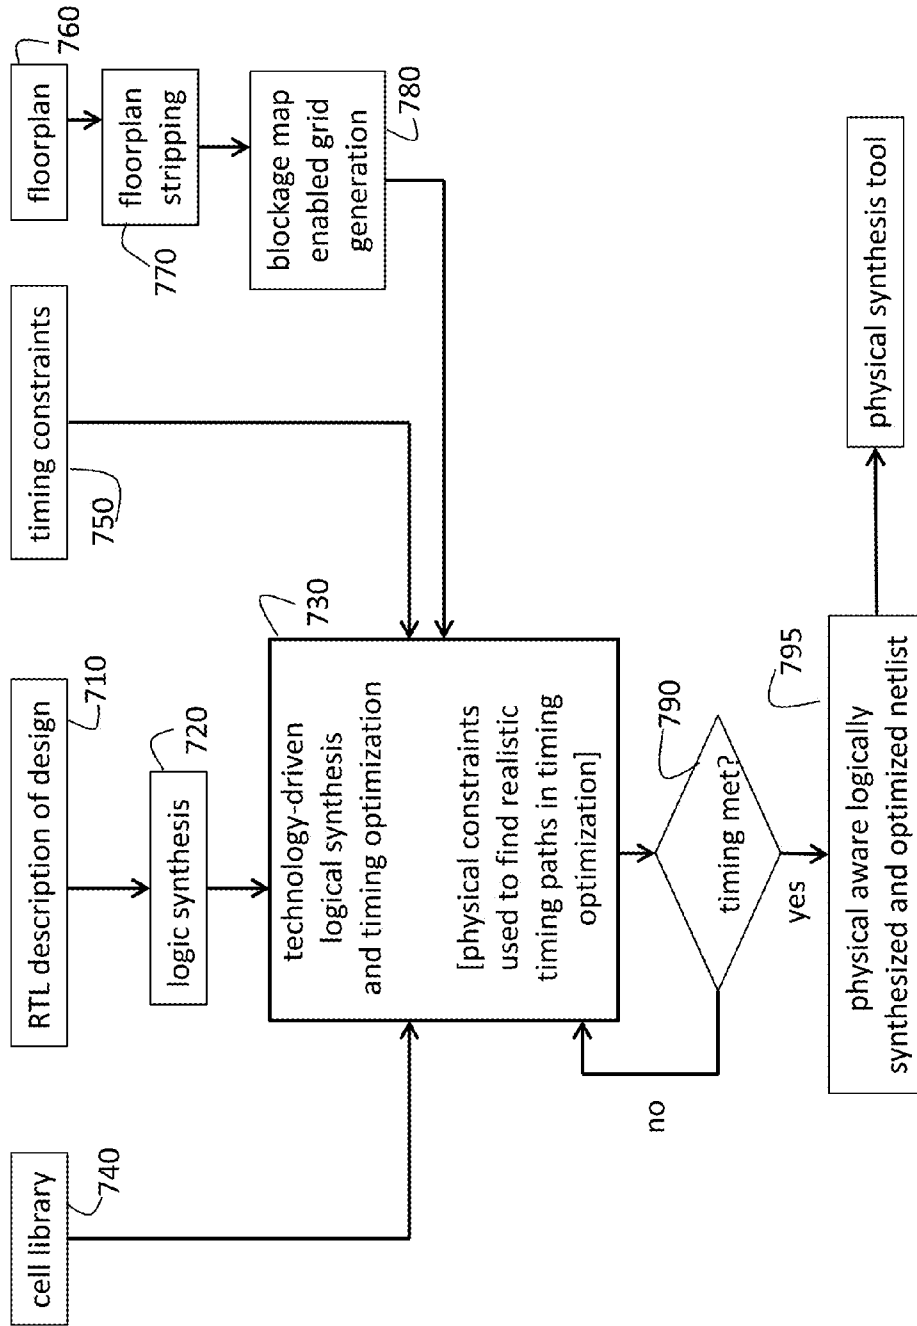 cell library
740
RTL description of design
710
logic synthesis
720
timing constraints
750
floorplan
760
floorplan
stripping
770
blockage map
enabled grid
generation
780
technology-driven
logical synthesis
and timing optimization
[physical constraints
used to find realistic
timing paths in timing
optimization]
730
timing met?
790
no
yes
physical aware logically
synthesized and optimized netlist
795
physical synthesis tool